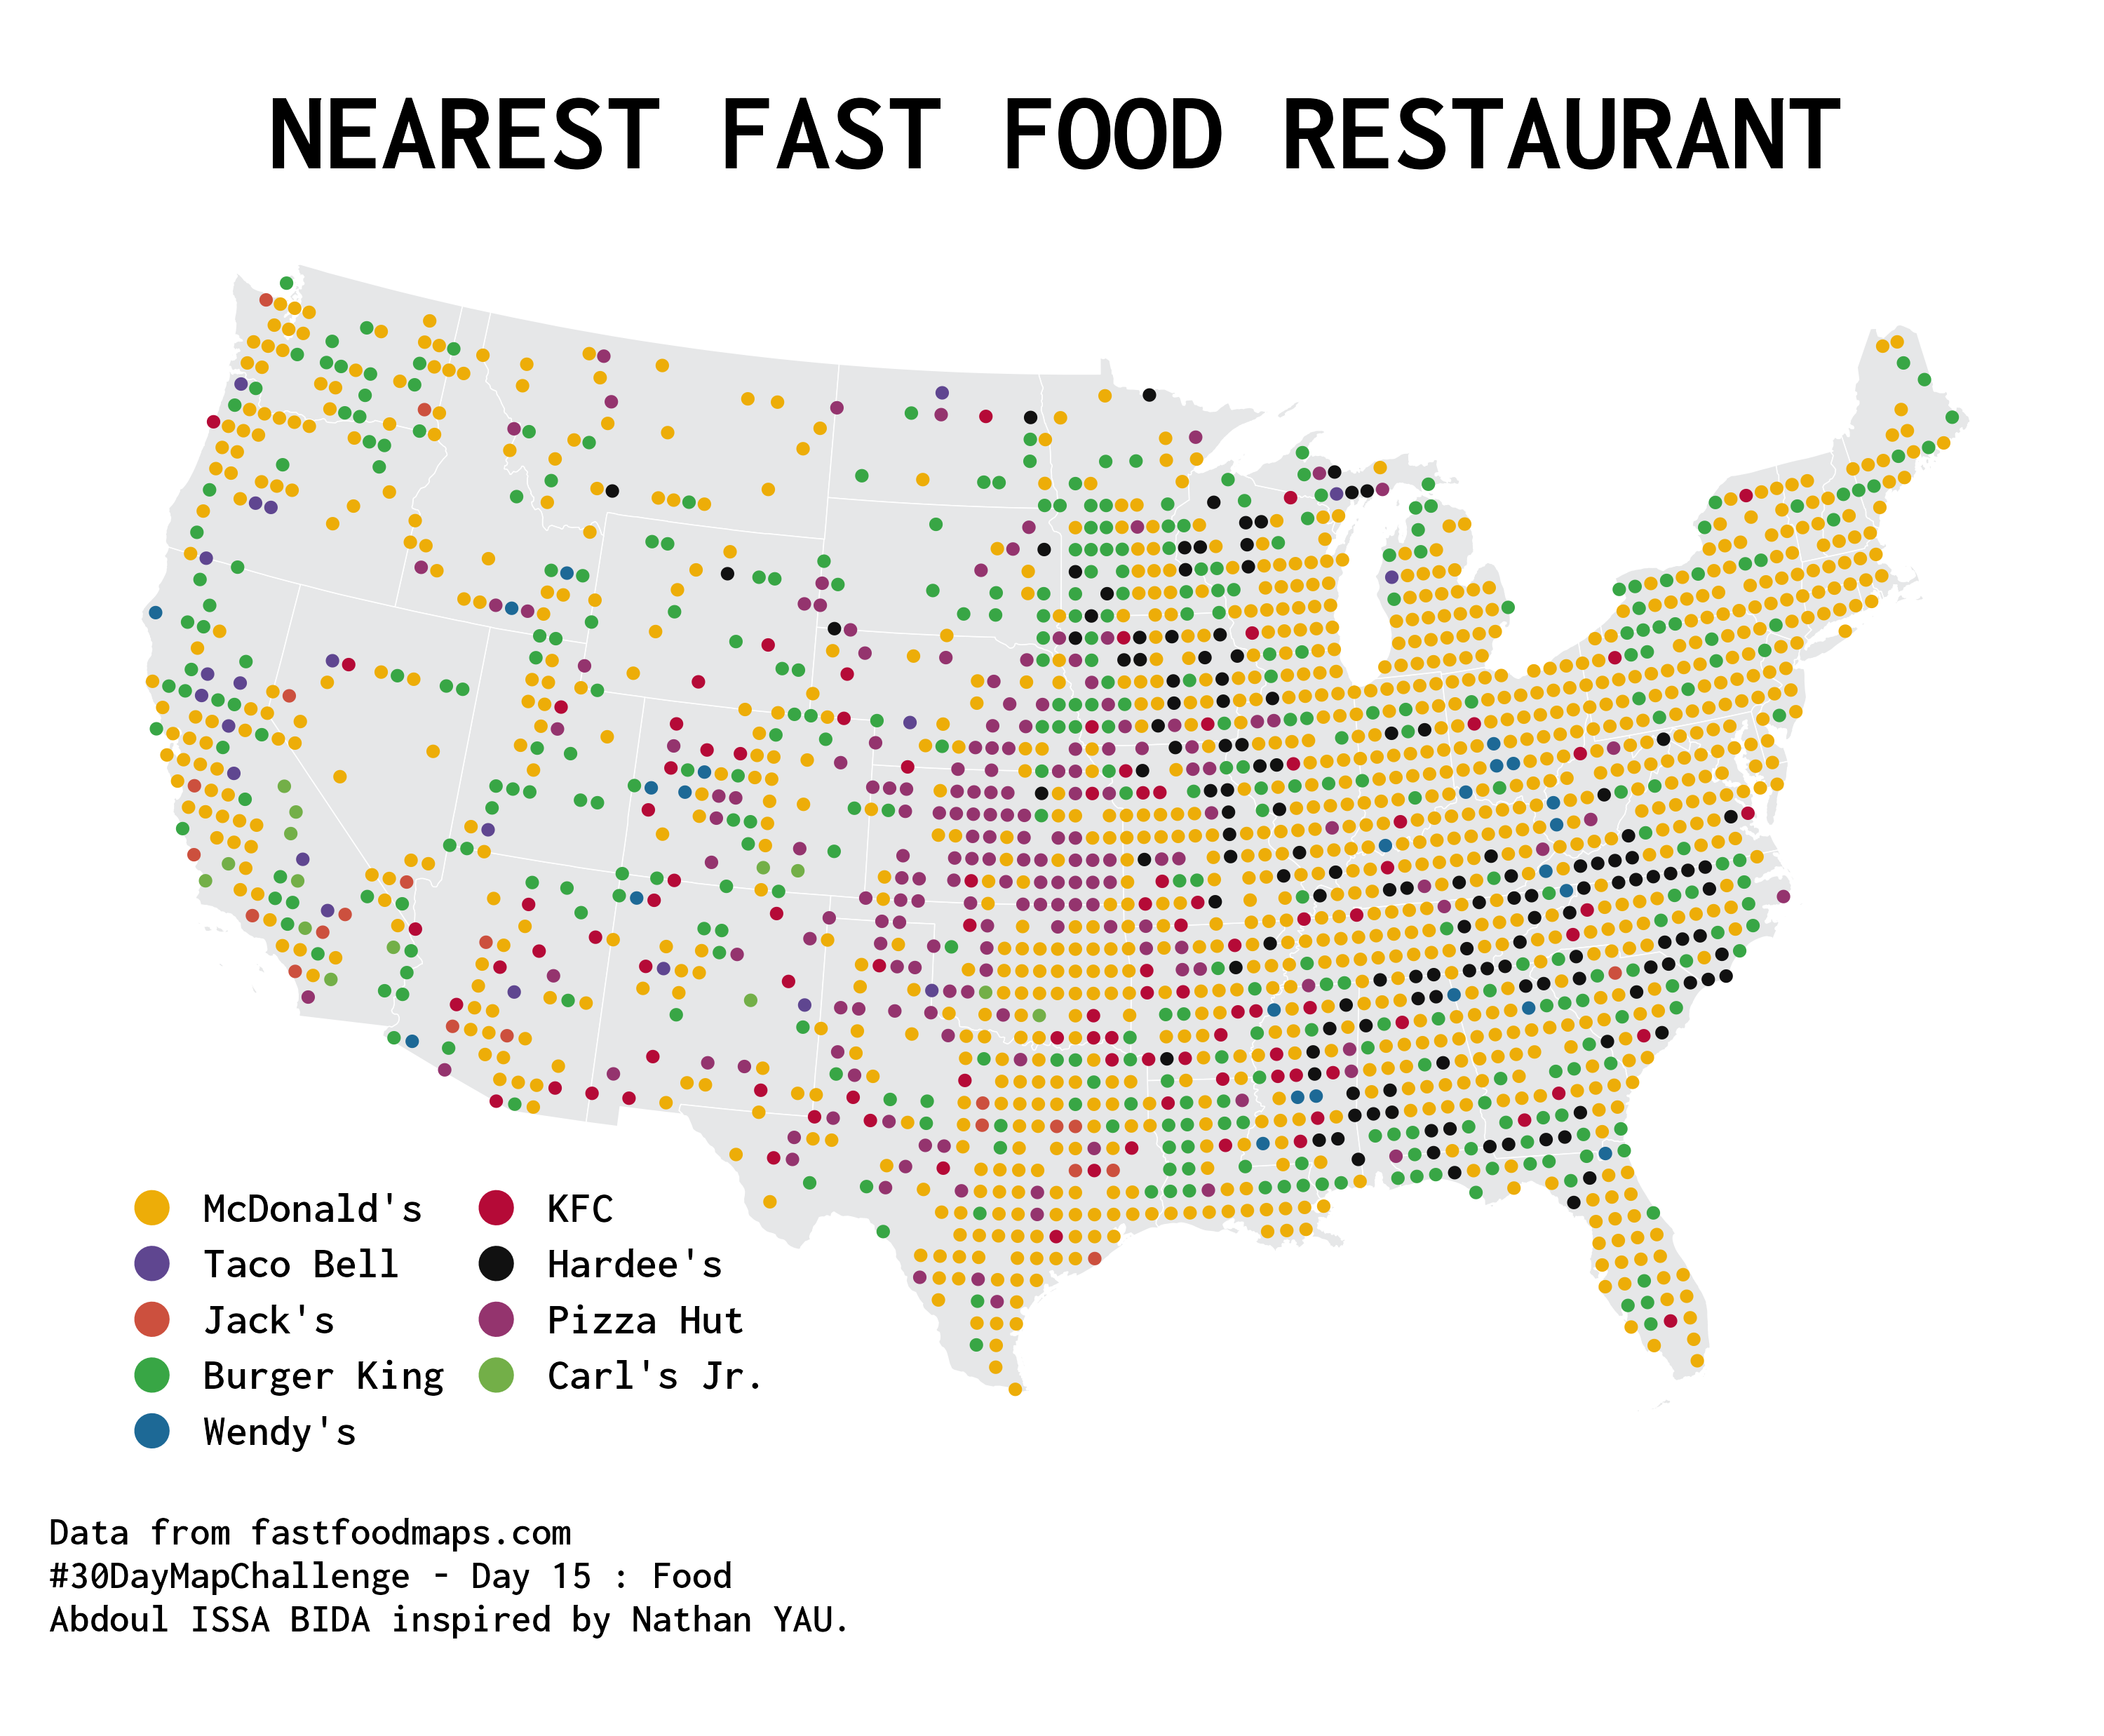 NEAREST FAST FOOD RESTAURANT
McDonald's
Taco Bell
Jack's
Burger King
Wendy's
KFC
Hardee's
Pizza Hut
Carl's Jr.
Data from fastfoodmaps.com
#30DayMapChallenge - Day 15 : Food
Abdoul ISSA BIDA inspired by Nathan YAU.